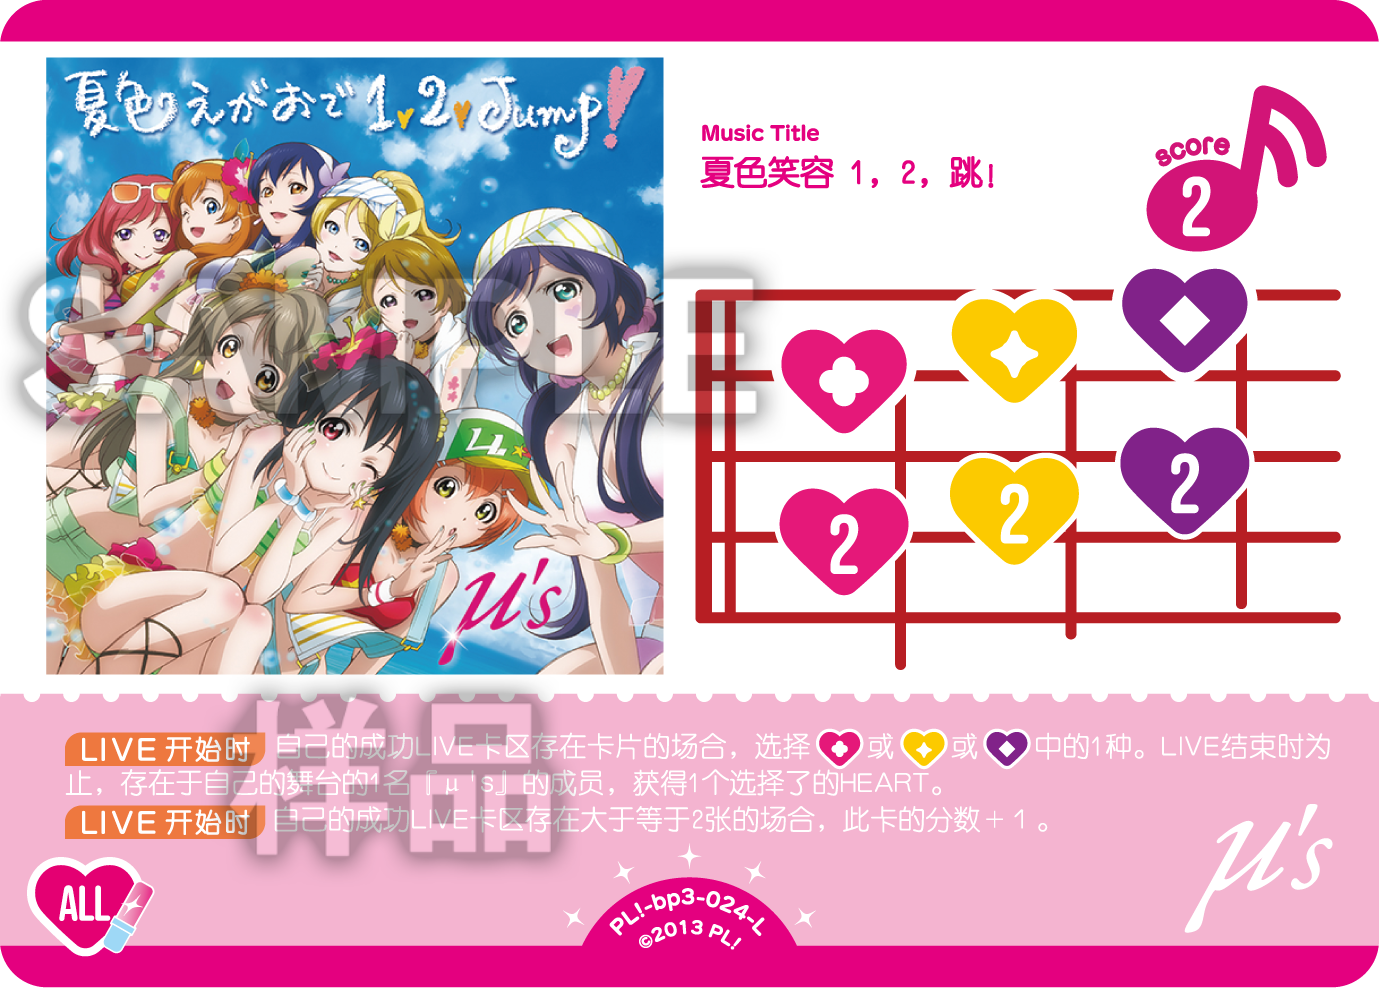 夏色えがおで1,2,Jump!
Music Title
夏色笑容 1，2，跳！
score
2
SAMPLE
2
2
2
μ's
LIVE 开始时 自己的成功LIVE卡区存在卡片的场合，选择 或 或 中的1种。LIVE结束时为
止，存在于自己的舞台的1名『μ's』的成员，获得1个选择了的HEART。
LIVE 开始时 自己的成功LIVE卡区存在大于等于2张的场合，此卡的分数＋1。
样品
μ's
ALL
PL!-bp3-024-L
©2013 PL!